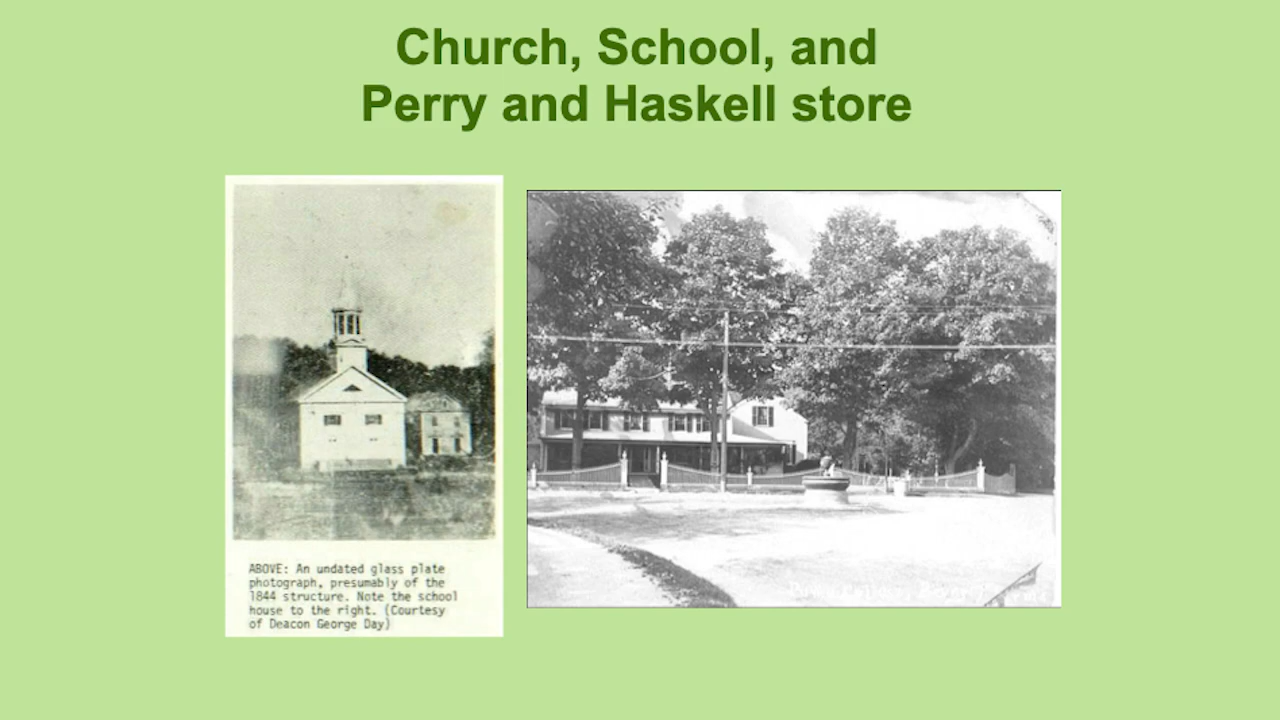 Church, School, and
Perry and Haskell store
ABOVE: An undated glass plate
photograph, presumably of the
1844 structure. Note the school
house to the right. (Courtesy
of Deacon George Day)